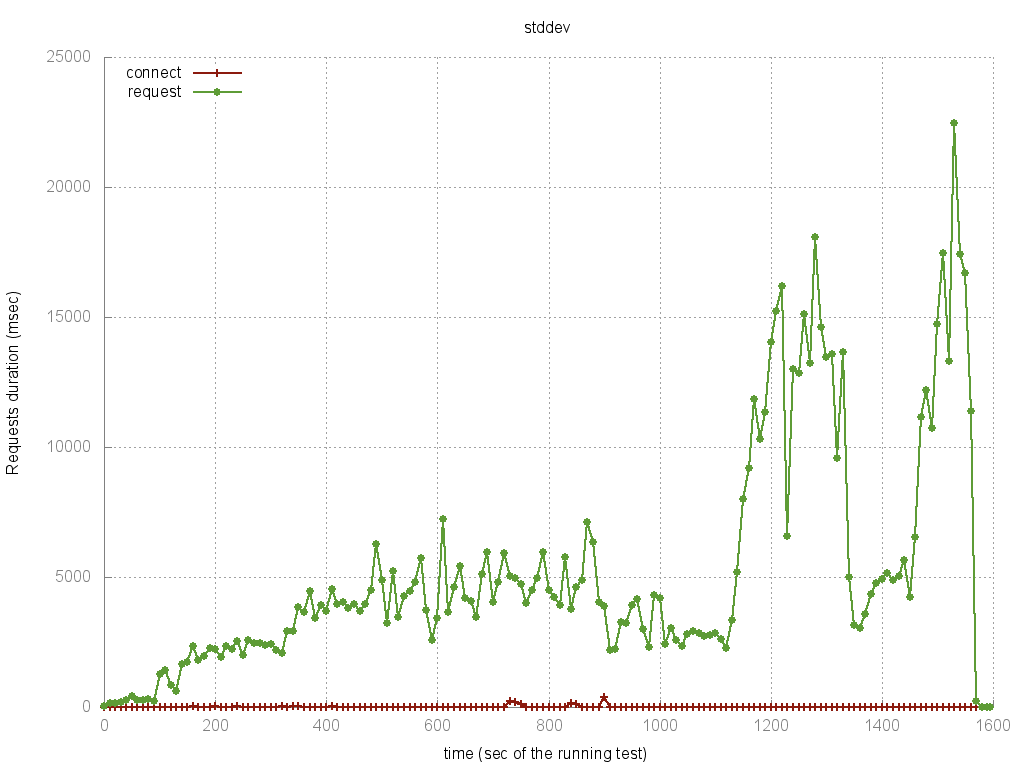 stddev
25000
20000
15000
10000
5000
0
connect
request
Requests duration (msec)
0 200 400 600 800 1000 1200 1400 1600
time (sec of the running test)